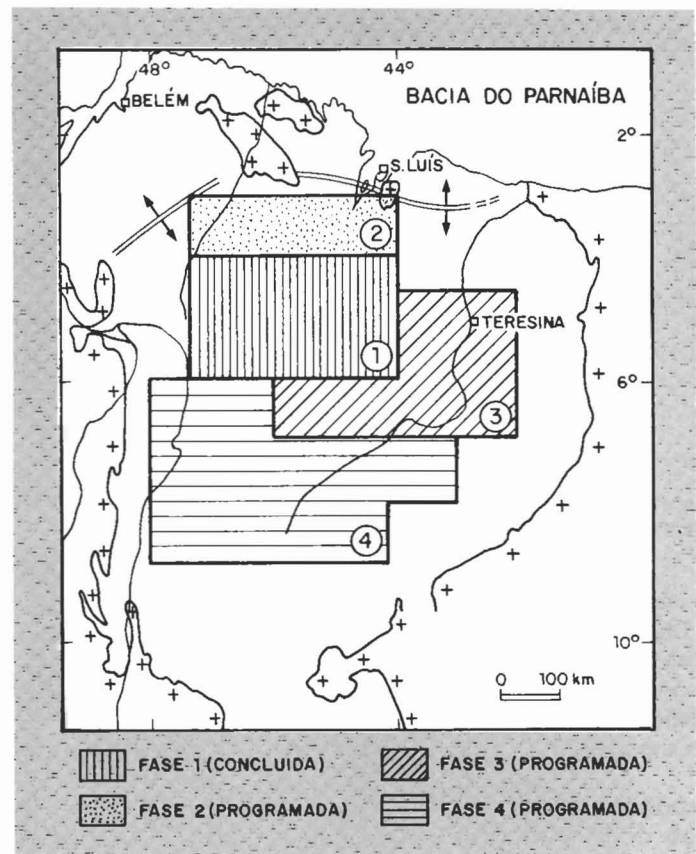 48° 44°
BACIA DO PARNAÍBA
BELÉM
2°
S.LUÍS
2
TERESINA
1
6°
3
4
10°
0 100 km
FASE 1 (CONCLUIDA) FASE 3 (PROGRAMADA)
FASE 2 (PROGRAMADA) FASE 4 (PROGRAMADA)